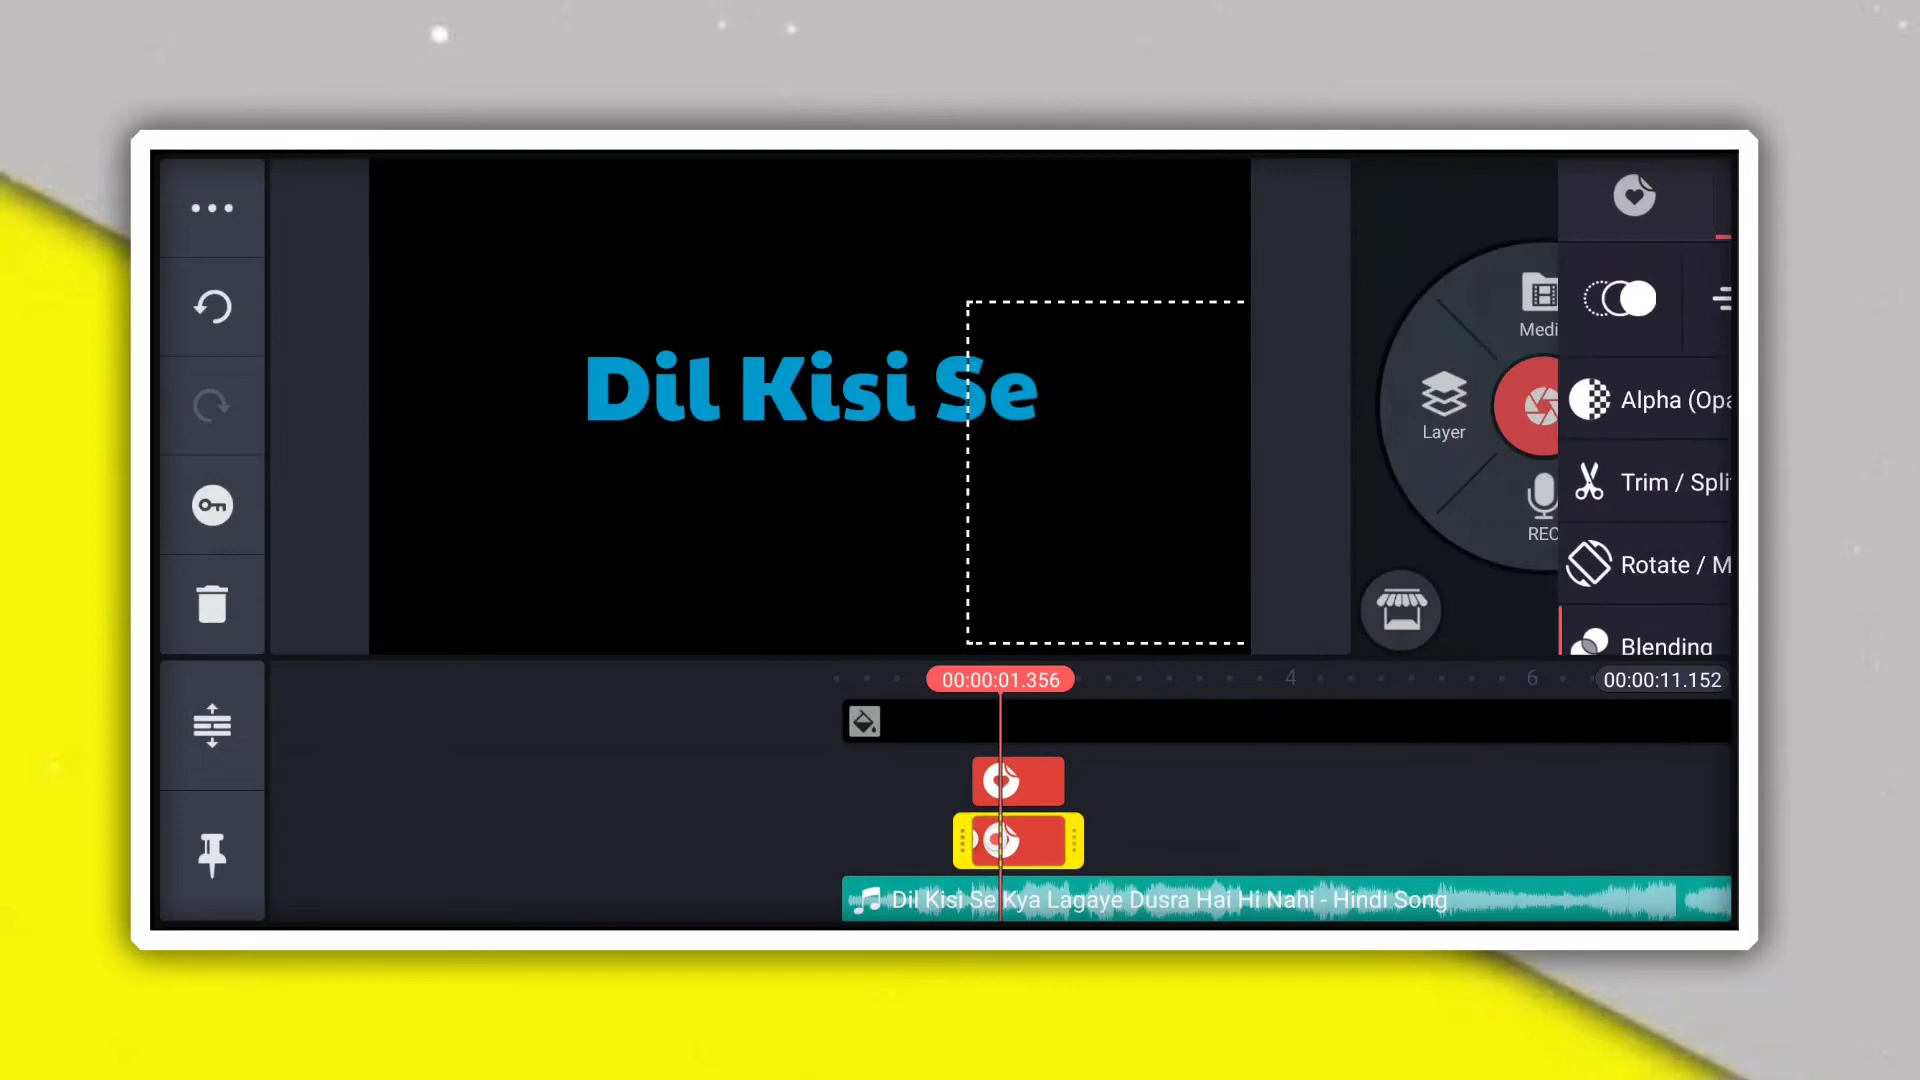 Dil Kisi Se
Medi
Layer
REC
Alpha (Opa
Trim / Spli
Rotate / M
Blending
00:00:01.356
4
6
00:00:11.152
Dil Kisi Se Kya Lagaye Dusra Hai Hi Nahi - Hindi Song